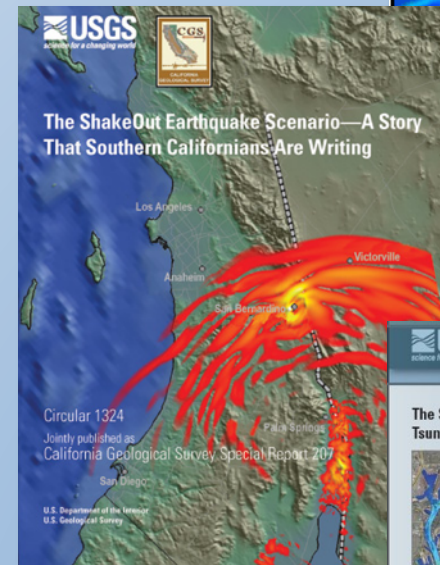 USGS
science for a changing world
CGS
CALIFORNIA
GEOLOGICAL SURVEY
The ShakeOut Earthquake Scenario—A Story
That Southern Californians Are Writing
Los Angeles
Victorville
Anaheim
San Bernardino
Circular 1324
Jointly published as
California Geological Survey Special Report 207
Palm Springs
San Diego
U.S. Department of the Interior
U.S. Geological Survey
science
The